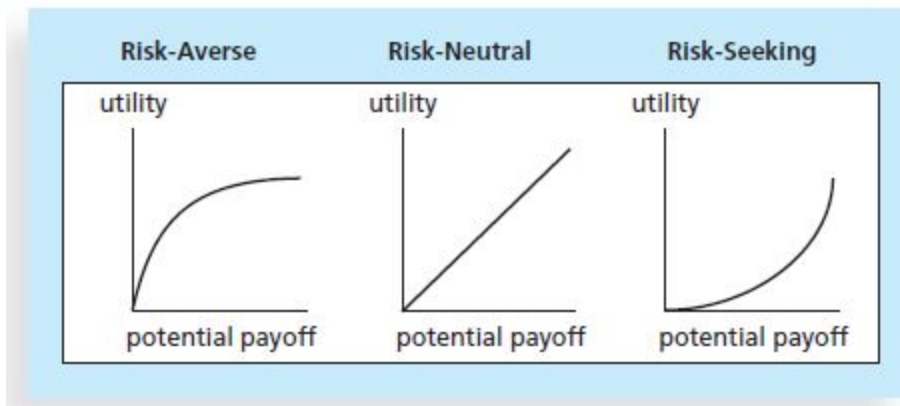 Risk-Averse
Risk-Neutral
Risk-Seeking
utility
utility
utility
potential payoff
potential payoff
potential payoff